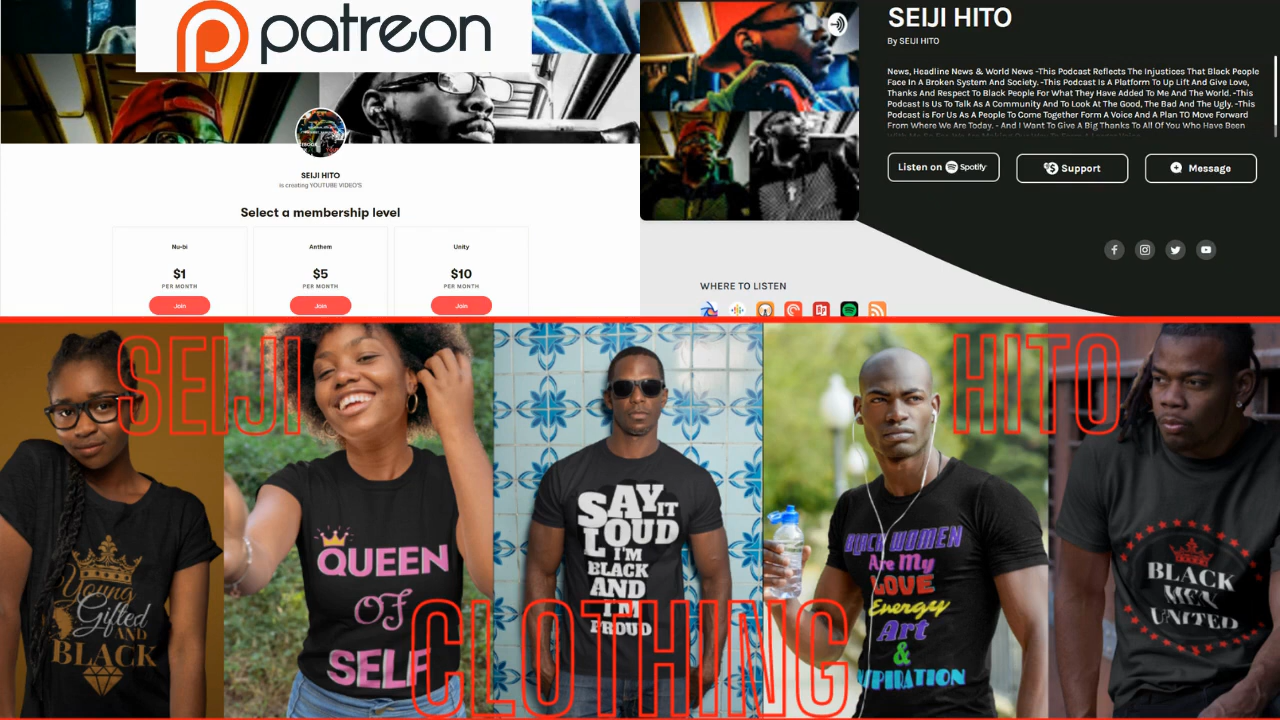 patreon
SEIJI HITO
is creating YOUTUBE VIDEO'S
Select a membership level
Nu-bi
$1
PER MONTH
Join
Anthem
$5
PER MONTH
Join
Unity
$10
PER MONTH
Join
SEIJI HITO
By SEIJI HITO
News, Headline News & World News -This Podcast Reflects The Injustices That Black People
Face In A Broken System And Society. -This Podcast Is A Platform To Up Lift And Give Love,
Thanks And Respect To Black People For What They Have Added To Me And The World. -This
Podcast Is Us To Talk As A Community And To Look At The Good, The Bad And The Ugly. -This
Podcast is For Us As A People To Come Together Form A Voice And A Plan TO Move Forward
From Where We Are Today. - And I Want To Give A Big Thanks To All Of You Who Have Been
Listen on Spotify
Support
Message
WHERE TO LISTEN
SEIJI HITO
CLOTHING
Young
Gifted
AND
BLACK
QUEEN
OF
SELF
SAY IT
LOUD
I'M
BLACK
AND
I'M
PROUD
BLACK WOMEN
Are My
LOVE
Energy
Art
&
INSPIRATION
BLACK
MEN
UNITED